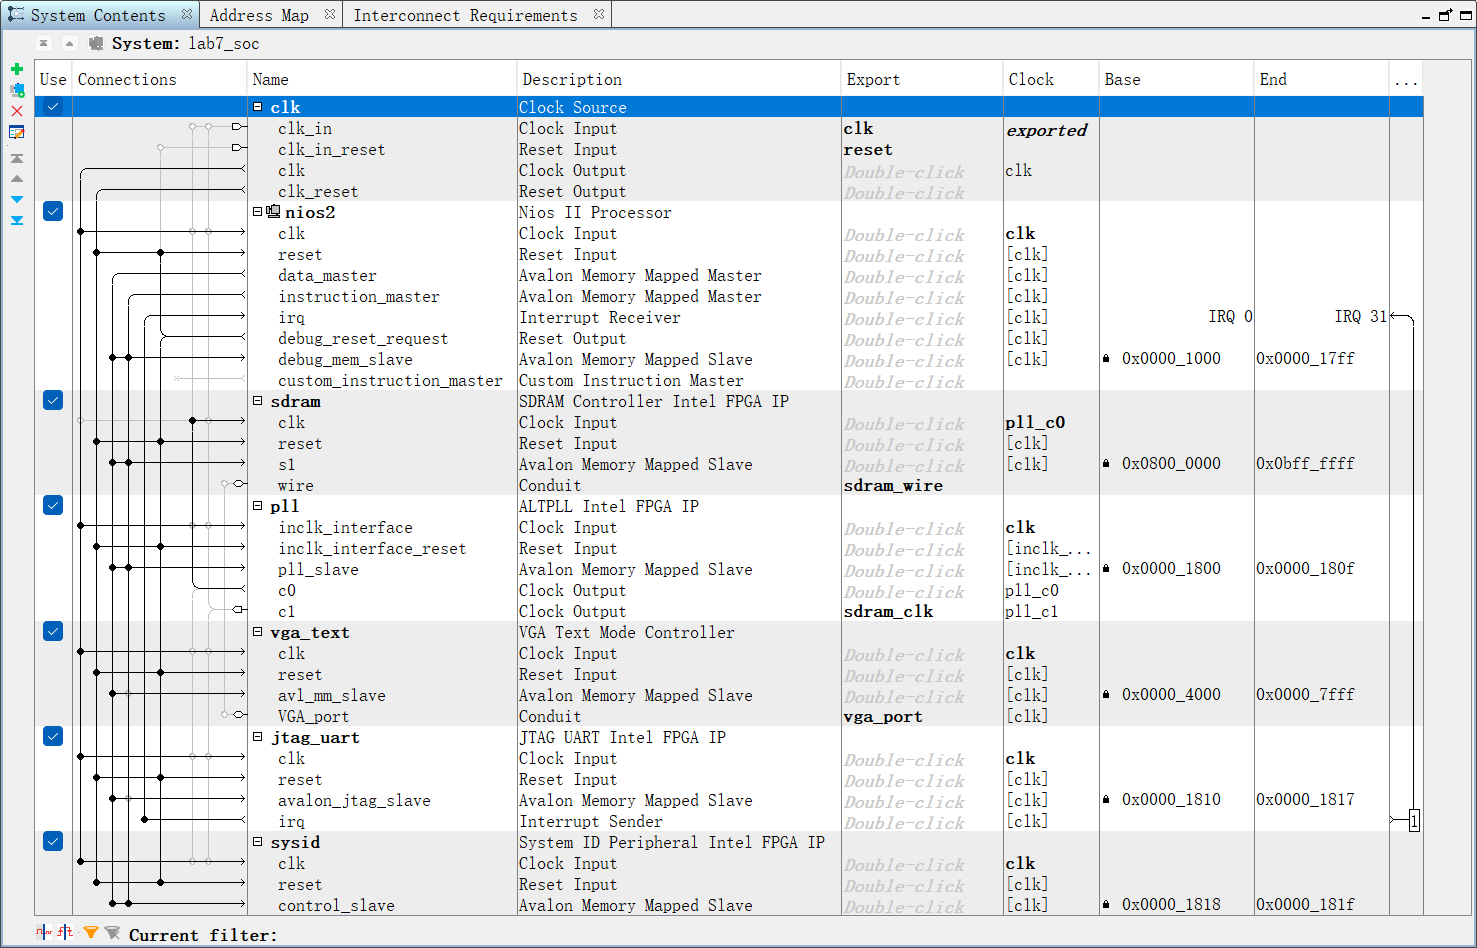 System Contents Address Map Interconnect Requirements
System: lab7_soc
Use Connections Name Description Export Clock Base End ...
clk Clock Source
clk_in Clock Input clk exported
clk_in_reset Reset Input reset
clk Clock Output Double-click clk
clk_reset Reset Output Double-click
nios2 Nios II Processor
clk Clock Input Double-click clk
reset Reset Input Double-click [clk]
data_master Avalon Memory Mapped Master Double-click [clk]
instruction_master Avalon Memory Mapped Master Double-click [clk]
irq Interrupt Receiver Double-click [clk] IRQ 0 IRQ 31
debug_reset_request Reset Output Double-click [clk]
debug_mem_slave Avalon Memory Mapped Slave Double-click [clk] 0x0000_1000 0x0000_17ff
custom_instruction_master Custom Instruction Master Double-click
sdram SDRAM Controller Intel FPGA IP
clk Clock Input Double-click pll_c0
reset Reset Input Double-click [clk]
s1 Avalon Memory Mapped Slave Double-click [clk] 0x0800_0000 0x0bff_ffff
wire Conduit sdram_wire
pll ALTPLL Intel FPGA IP
inclk_interface Clock Input Double-click clk
inclk_interface_reset Reset Input Double-click [inclk_...
pll_slave Avalon Memory Mapped Slave Double-click [inclk_... 0x0000_1800 0x0000_180f
c0 Clock Output Double-click pll_c0
c1 Clock Output sdram_clk pll_c1
vga_text VGA Text Mode Controller
clk Clock Input Double-click clk
reset Reset Input Double-click [clk]
avl_mm_slave Avalon Memory Mapped Slave Double-click [clk] 0x0000_4000 0x0000_7fff
VGA_port Conduit vga_port [clk]
jtag_uart JTAG UART Intel FPGA IP
clk Clock Input Double-click clk
reset Reset Input Double-click [clk]
avalon_jtag_slave Avalon Memory Mapped Slave Double-click [clk] 0x0000_1810 0x0000_1817
irq Interrupt Sender Double-click [clk] 1
sysid System ID Peripheral Intel FPGA IP
clk Clock Input Double-click clk
reset Reset Input Double-click [clk]
control_slave Avalon Memory Mapped Slave Double-click [clk] 0x0000_1818 0x0000_181f
Current filter: